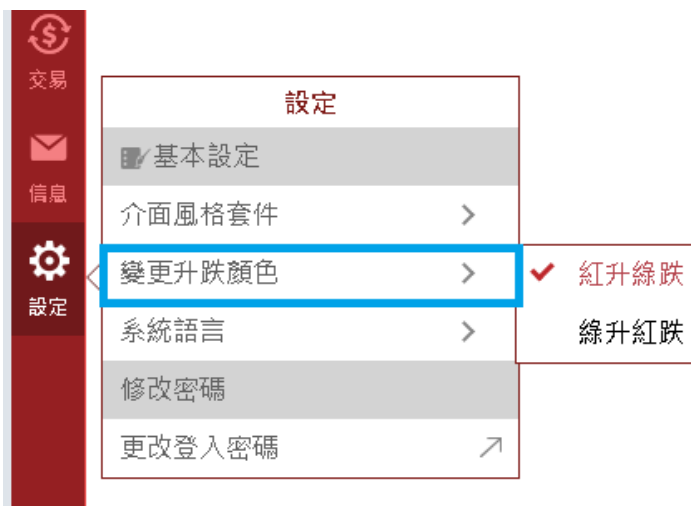 交易
信息
設定
設定
基本設定
介面風格套件
變更升跌顏色
紅升綠跌
綠升紅跌
系統語言
修改密碼
更改登入密碼